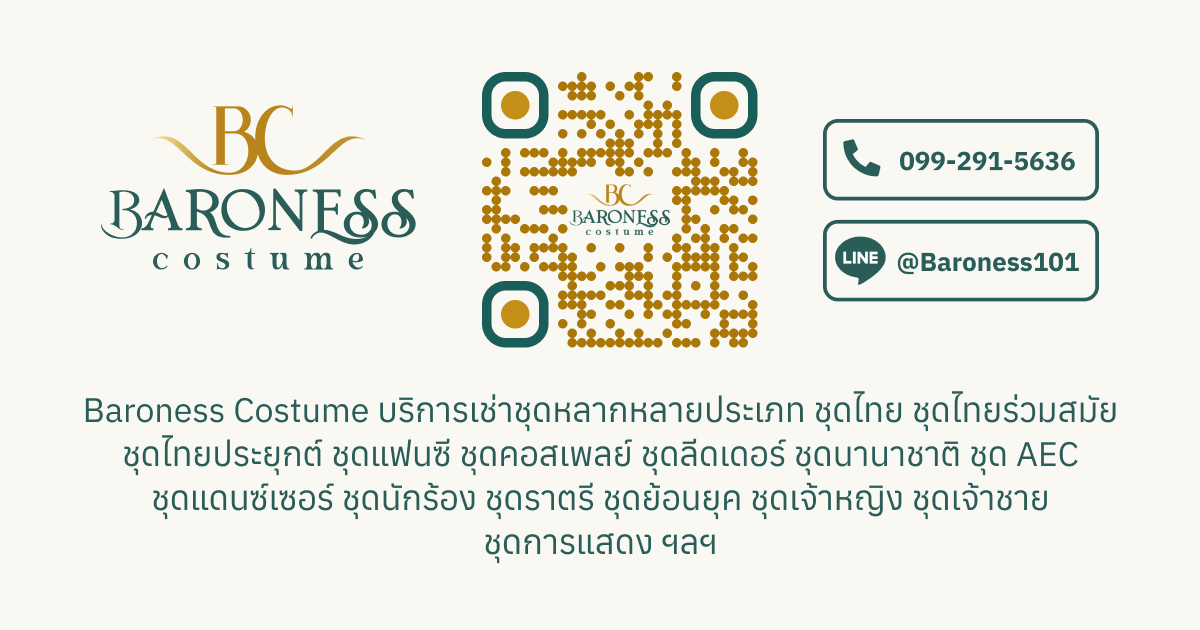 BC
BARONESS
costume
BC
BARONESS
costume
099-291-5636
LINE
@Baroness101
Baroness Costume บริการเช่าชุดหลากหลายประเภท ชุดไทย ชุดไทยร่วมสมัย
ชุดไทยประยุกต์ ชุดแฟนซี ชุดคอสเพลย์ ชุดลีดเดอร์ ชุดนานาชาติ ชุด AEC
ชุดแดนซ์เซอร์ ชุดนักร้อง ชุดราตรี ชุดย้อนยุค ชุดเจ้าหญิง ชุดเจ้าชาย
ชุดการแสดง ฯลฯ